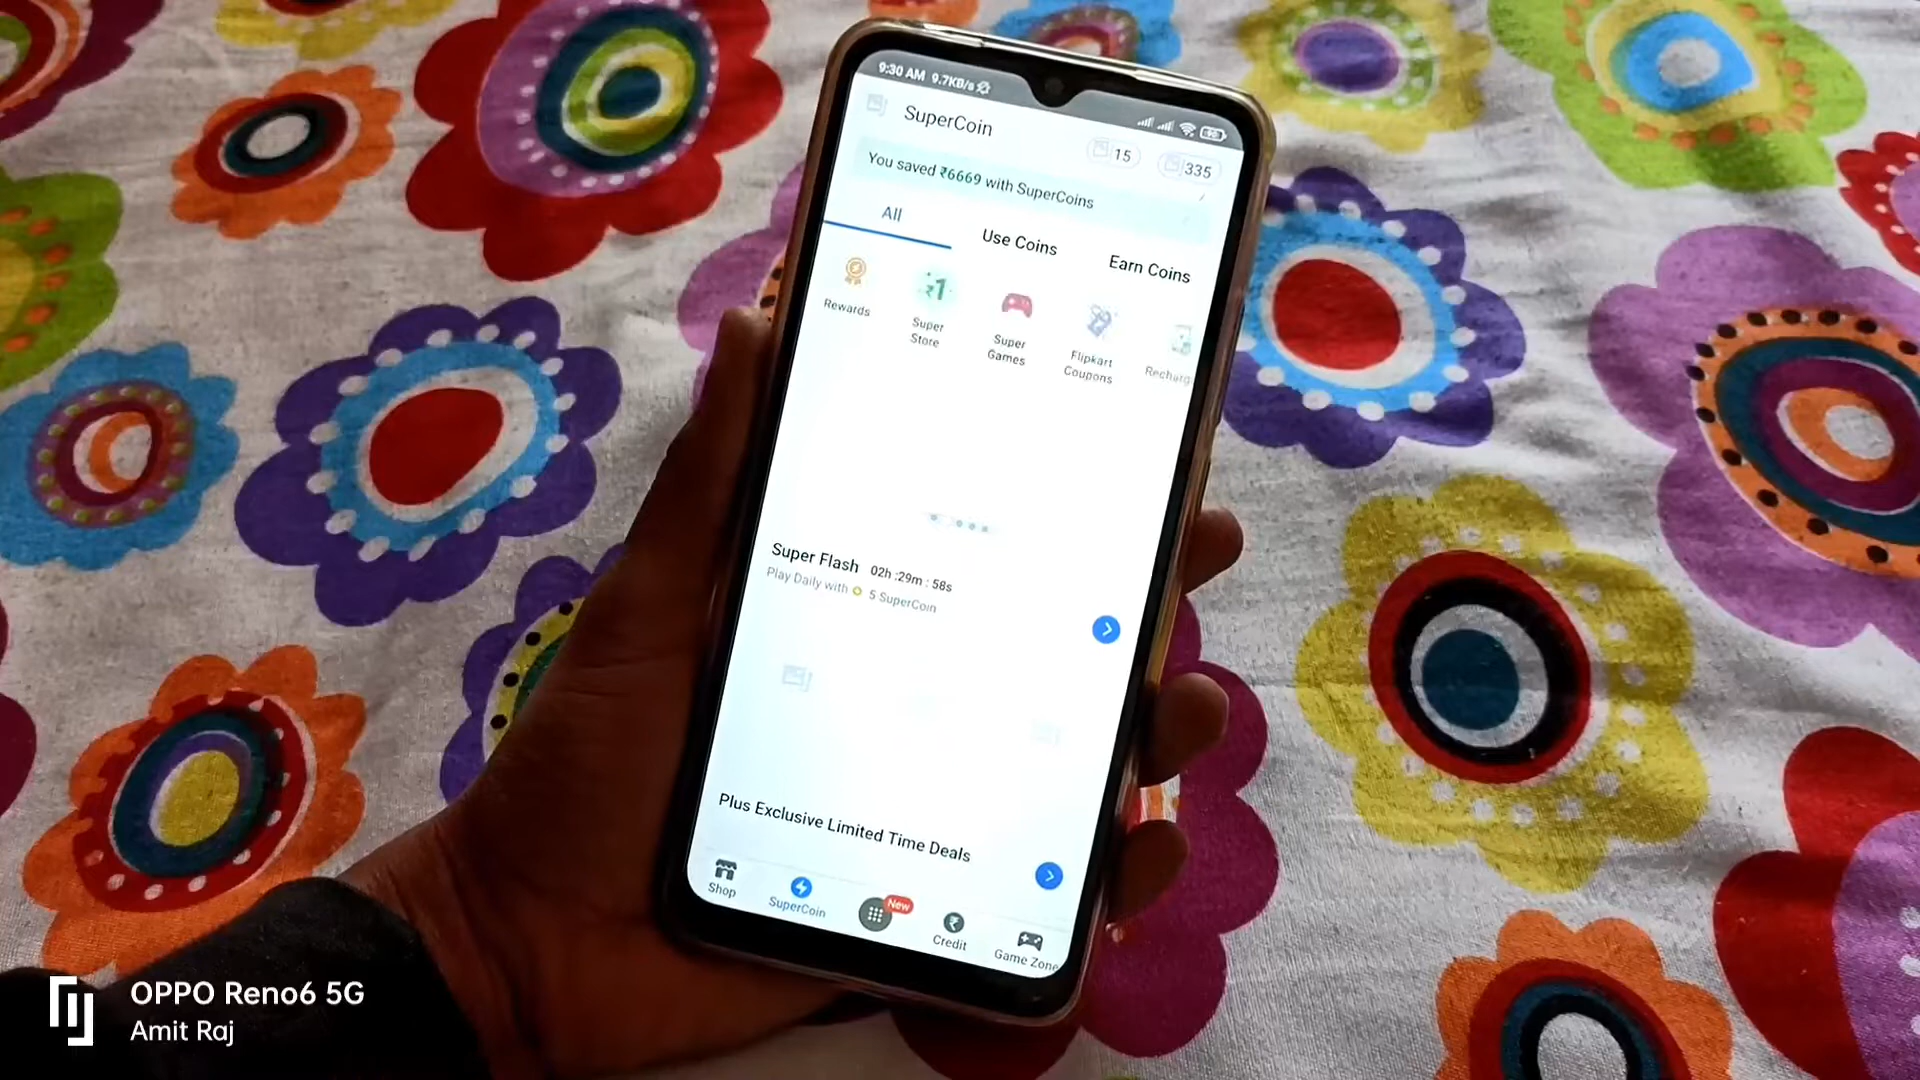 9:30 AM 9.7KB/s
90
SuperCoin
15
335
You saved ₹6669 with SuperCoins
All
Use Coins
Earn Coins
Rewards
₹1
Super
Store
Super
Games
Flipkart
Coupons
Recharg
Super Flash 02h :29m : 58s
Play Daily with 5 SuperCoin
Plus Exclusive Limited Time Deals
Shop
SuperCoin
New
Credit
Game Zone
OPPO Reno6 5G
Amit Raj